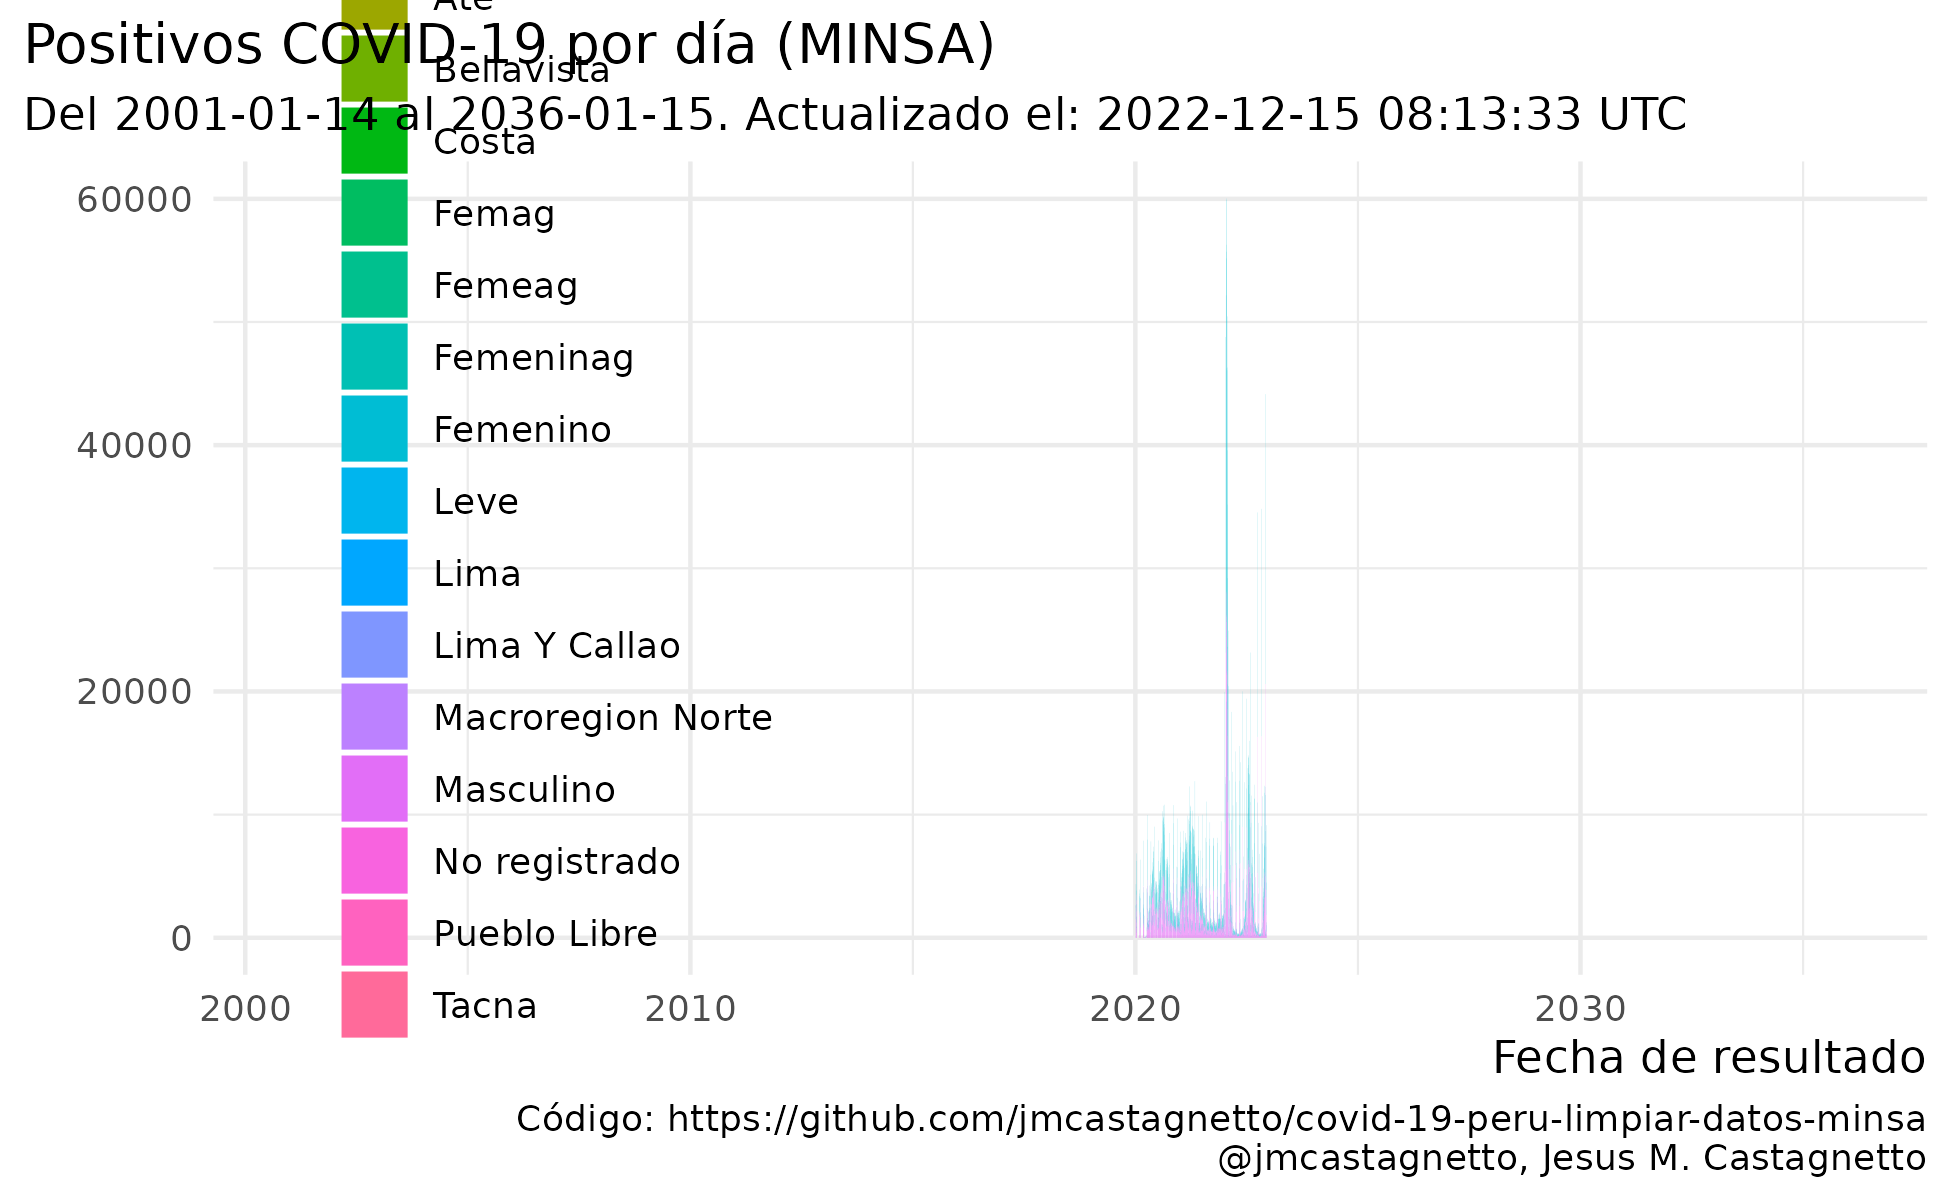 Ate
Positivos COVID-19 por día (MINSA)
Bellavista
Del 2001-01-14 al 2036-01-15. Actualizado el: 2022-12-15 08:13:33 UTC
Costa
60000
Femag
Femeag
Femeninag
40000
Femenino
Leve
Lima
Lima Y Callao
20000
Macroregion Norte
Masculino
No registrado
0
Pueblo Libre
Tacna
2000
2010
2020
2030
Fecha de resultado
Código: https://github.com/jmcastagnetto/covid-19-peru-limpiar-datos-minsa
@jmcastagnetto, Jesus M. Castagnetto